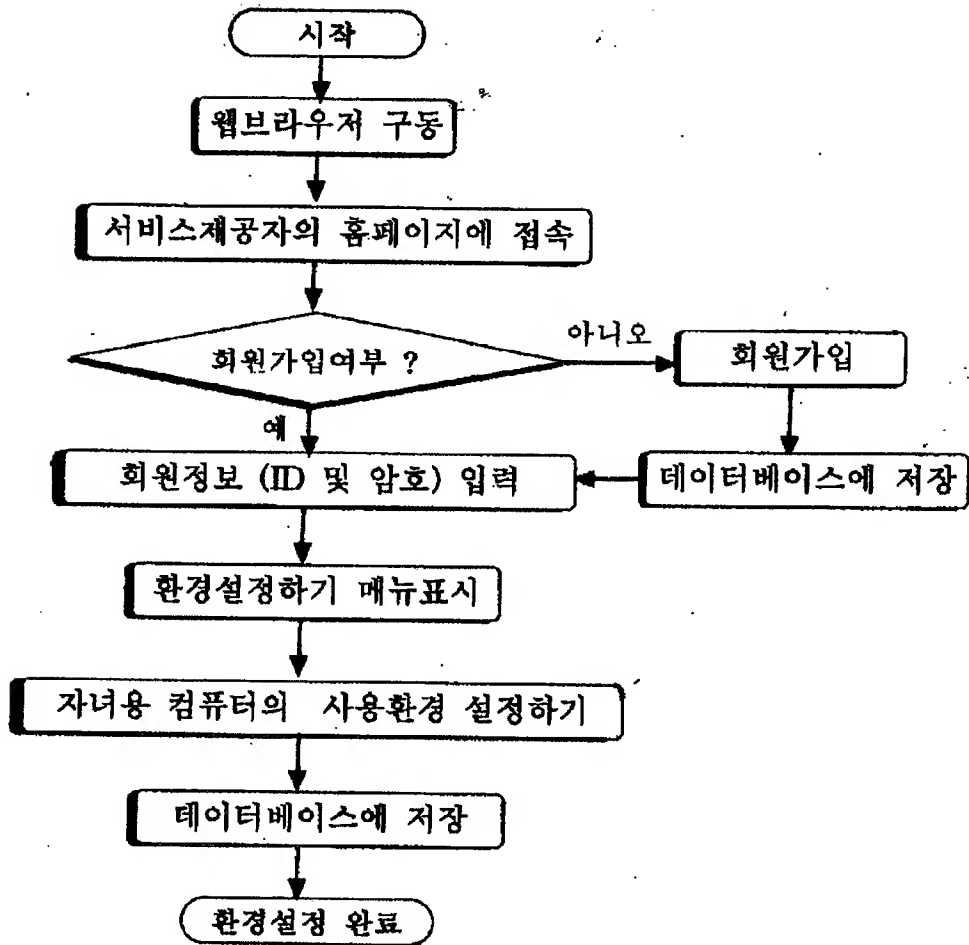 시작
웹브라우저 구동
서비스제공자의 홈페이지에 접속
회원가입여부 ?
아니오
회원가입
예
회원정보 (ID 및 암호) 입력
데이터베이스에 저장
환경설정하기 메뉴표시
자녀용 컴퓨터의 사용환경 설정하기
데이터베이스에 저장
환경설정 완료